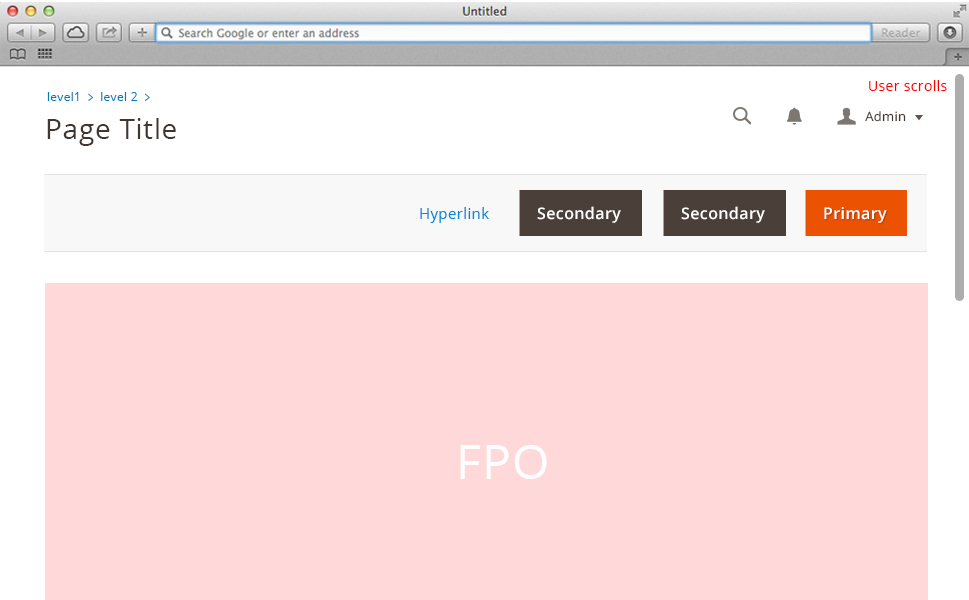 Untitled
Search Google or enter an address
Reader
User scrolls
level1 > level 2 >
Page Title
Admin
Hyperlink
Secondary
Secondary
Primary
FPO